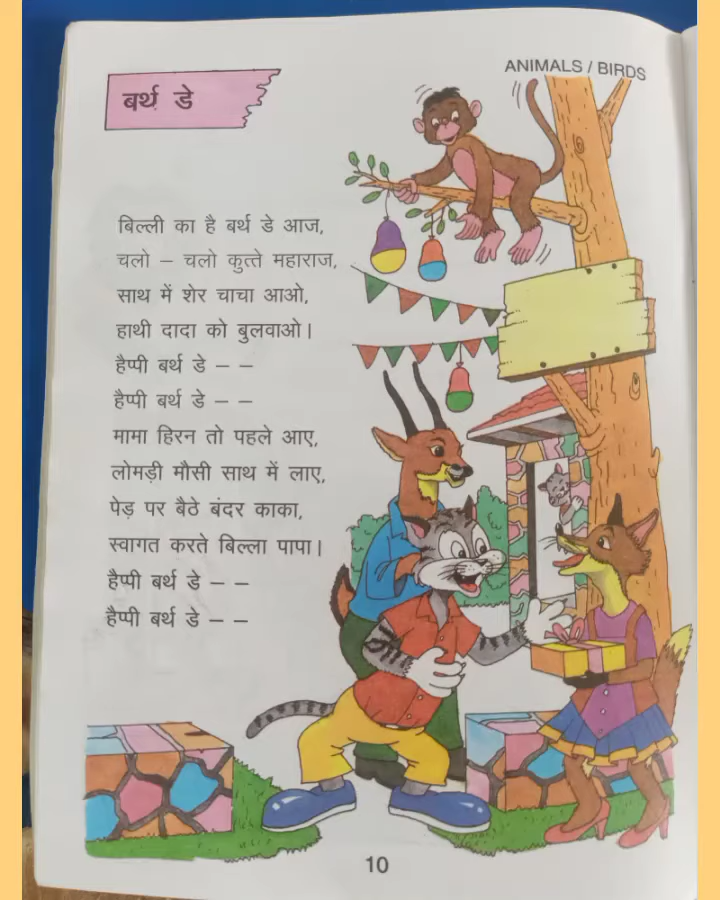 ANIMALS / BIRDS
बर्थ डे
बिल्ली का है बर्थ डे आज,
चलो – चलो कुत्ते महाराज,
साथ में शेर चाचा आओ,
हाथी दादा को बुलवाओ।
हैप्पी बर्थ डे – –
हैप्पी बर्थ डे – –
मामा हिरन तो पहले आए,
लोमड़ी मौसी साथ में लाए,
पेड़ पर बैठे बंदर काका,
स्वागत करते बिल्ला पापा।
हैप्पी बर्थ डे – –
हैप्पी बर्थ डे – –
10